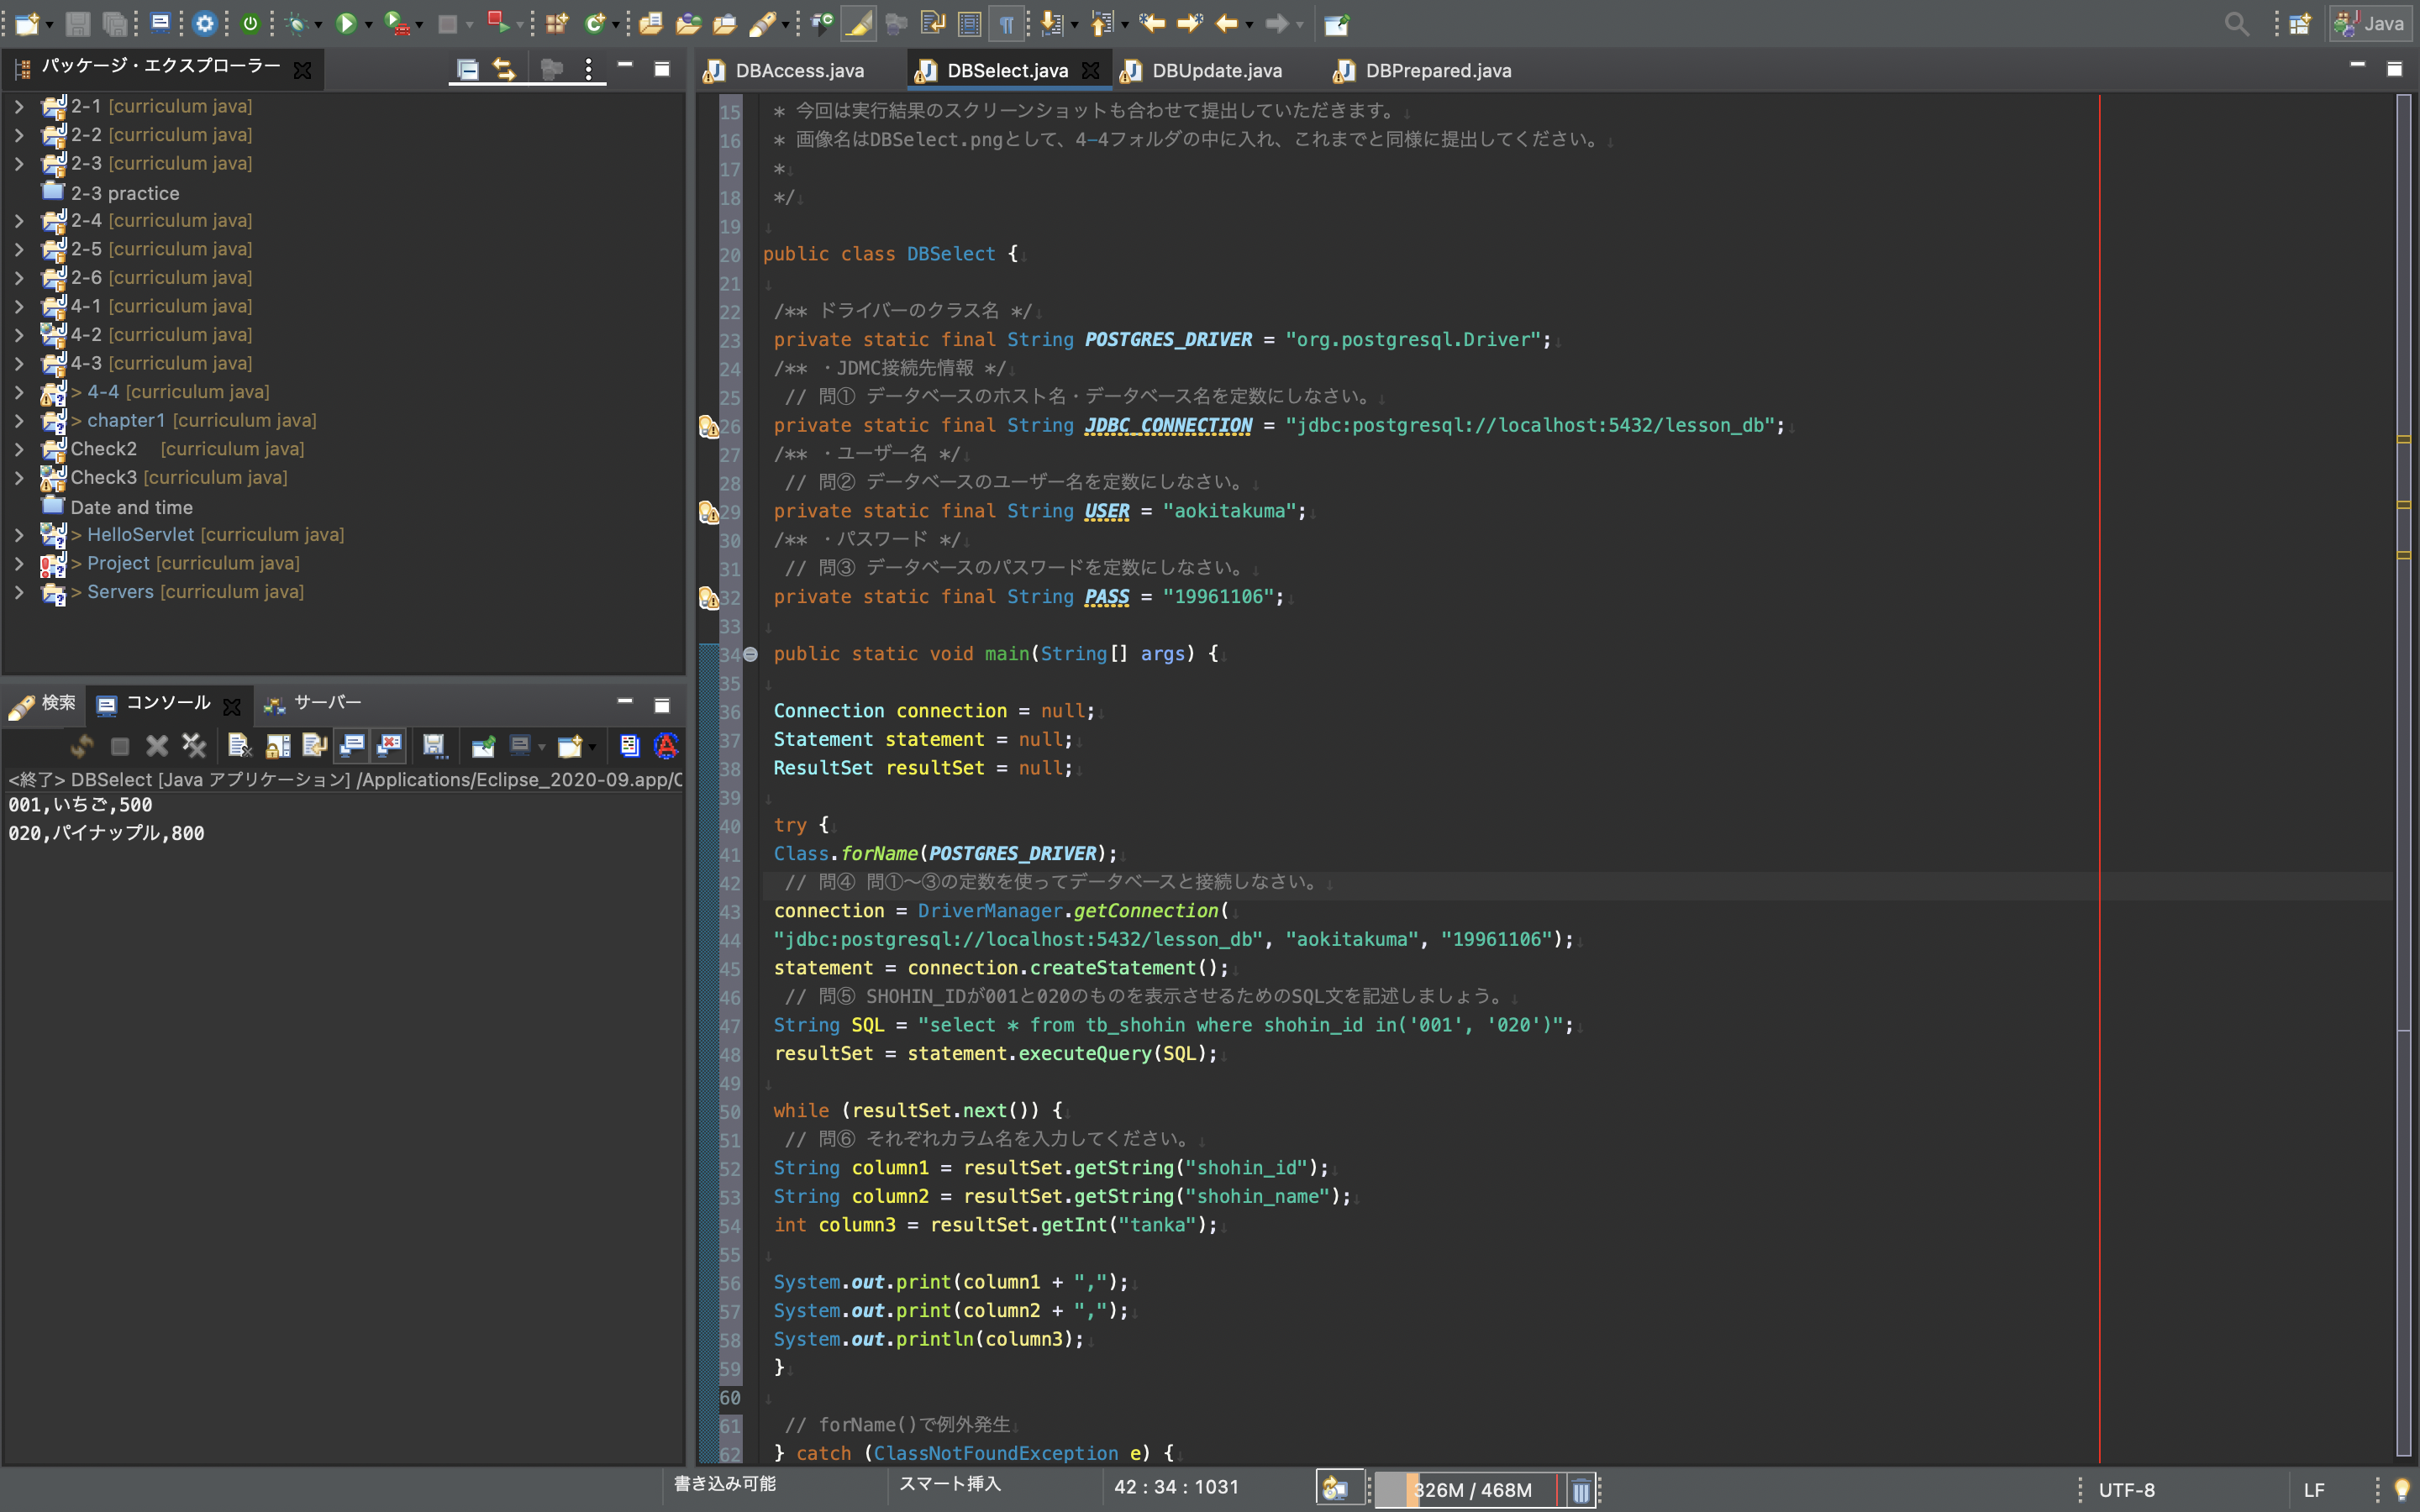 Java
パッケージ・エクスプローラー
2-1 [curriculum java]
2-2 [curriculum java]
2-3 [curriculum java]
2-3 practice
2-4 [curriculum java]
2-5 [curriculum java]
2-6 [curriculum java]
4-1 [curriculum java]
4-2 [curriculum java]
4-3 [curriculum java]
> 4-4 [curriculum java]
> chapter1 [curriculum java]
Check2 [curriculum java]
Check3 [curriculum java]
Date and time
> HelloServlet [curriculum java]
> Project [curriculum java]
> Servers [curriculum java]
検索 コンソール サーバー
<終了> DBSelect [Java アプリケーション] /Applications/Eclipse_2020-09.app/C
001,いちご,500
020,パイナップル,800
DBAccess.java DBSelect.java DBUpdate.java DBPrepared.java
15 * 今回は実行結果のスクリーンショットも合わせて提出していただきます。
16 * 画像名はDBSelect.pngとして、4-4フォルダの中に入れ、これまでと同様に提出してください。
17 *
18 */
19
20 public class DBSelect {
21
22 /** ドライバーのクラス名 */
23 private static final String POSTGRES_DRIVER = "org.postgresql.Driver";
24 /** ・JDMC接続先情報 */
25 // 問① データベースのホスト名・データベース名を定数にしなさい。
26 private static final String JDBC_CONNECTION = "jdbc:postgresql://localhost:5432/lesson_db";
27 /** ・ユーザー名 */
28 // 問② データベースのユーザー名を定数にしなさい。
29 private static final String USER = "aokitakuma";
30 /** ・パスワード */
31 // 問③ データベースのパスワードを定数にしなさい。
32 private static final String PASS = "19961106";
33
34 public static void main(String[] args) {
35
36 Connection connection = null;
37 Statement statement = null;
38 ResultSet resultSet = null;
39
40 try {
41 Class.forName(POSTGRES_DRIVER);
42 // 問④ 問①〜③の定数を使ってデータベースと接続しなさい。
43 connection = DriverManager.getConnection(
44 "jdbc:postgresql://localhost:5432/lesson_db", "aokitakuma", "19961106");
45 statement = connection.createStatement();
46 // 問⑤ SHOHIN_IDが001と020のものを表示させるためのSQL文を記述しましょう。
47 String SQL = "select * from tb_shohin where shohin_id in('001', '020')";
48 resultSet = statement.executeQuery(SQL);
49
50 while (resultSet.next()) {
51 // 問⑥ それぞれカラム名を入力してください。
52 String column1 = resultSet.getString("shohin_id");
53 String column2 = resultSet.getString("shohin_name");
54 int column3 = resultSet.getInt("tanka");
55
56 System.out.print(column1 + ",");
57 System.out.print(column2 + ",");
58 System.out.println(column3);
59 }
60
61 // forName()で例外発生
62 } catch (ClassNotFoundException e) {
書き込み可能 スマート挿入 42 : 34 : 1031 326M / 468M UTF-8 LF